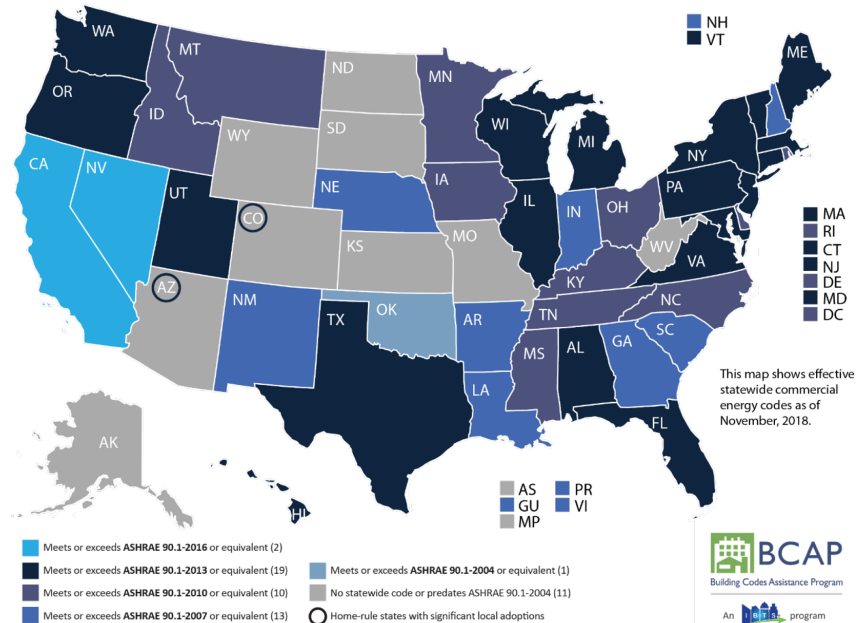 NH
VT
WA
OR
CA
NV
ID
MT
WY
UT
CO
AZ
NM
ND
SD
NE
KS
OK
TX
MN
IA
MO
AR
LA
WI
IL
MI
IN
OH
KY
TN
MS
AL
GA
FL
SC
NC
VA
WV
PA
NY
ME
AK
HI
MA
RI
CT
NJ
DE
MD
DC
This map shows effective
statewide commercial
energy codes as of
November, 2018.
AS
GU
MP
PR
VI
Meets or exceeds ASHRAE 90.1-2016 or equivalent (2)
Meets or exceeds ASHRAE 90.1-2013 or equivalent (19)
Meets or exceeds ASHRAE 90.1-2010 or equivalent (10)
Meets or exceeds ASHRAE 90.1-2007 or equivalent (13)
Meets or exceeds ASHRAE 90.1-2004 or equivalent (1)
No statewide code or predates ASHRAE 90.1-2004 (11)
Home-rule states with significant local adoptions
BCAP
Building Codes Assistance Program
An IBTS program